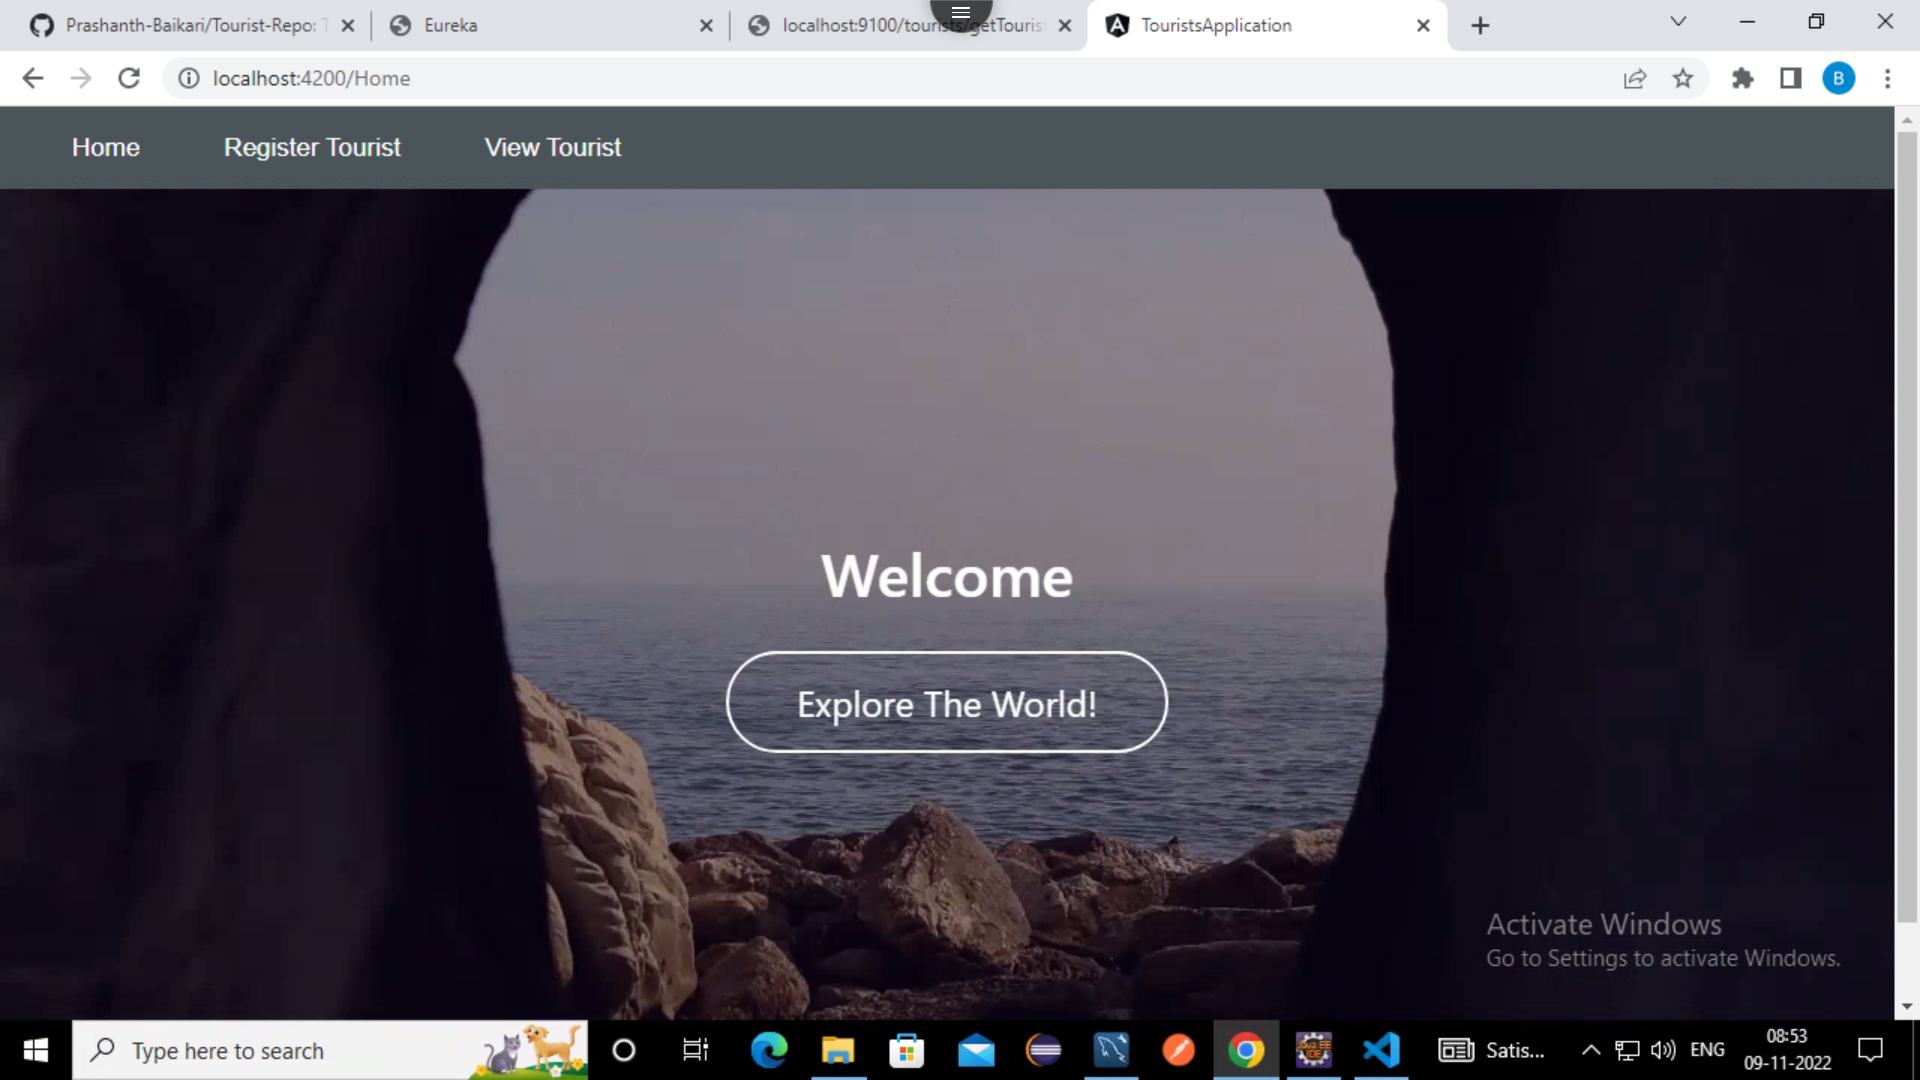 Prashanth-Baikari/Tourist-Repo:
Eureka
localhost:9100/tourists/getTouris
TouristsApplication
localhost:4200/Home
B
Home
Register Tourist
View Tourist
Welcome
Explore The World!
Activate Windows
Go to Settings to activate Windows.
Type here to search
Satis...
ENG
08:53
09-11-2022